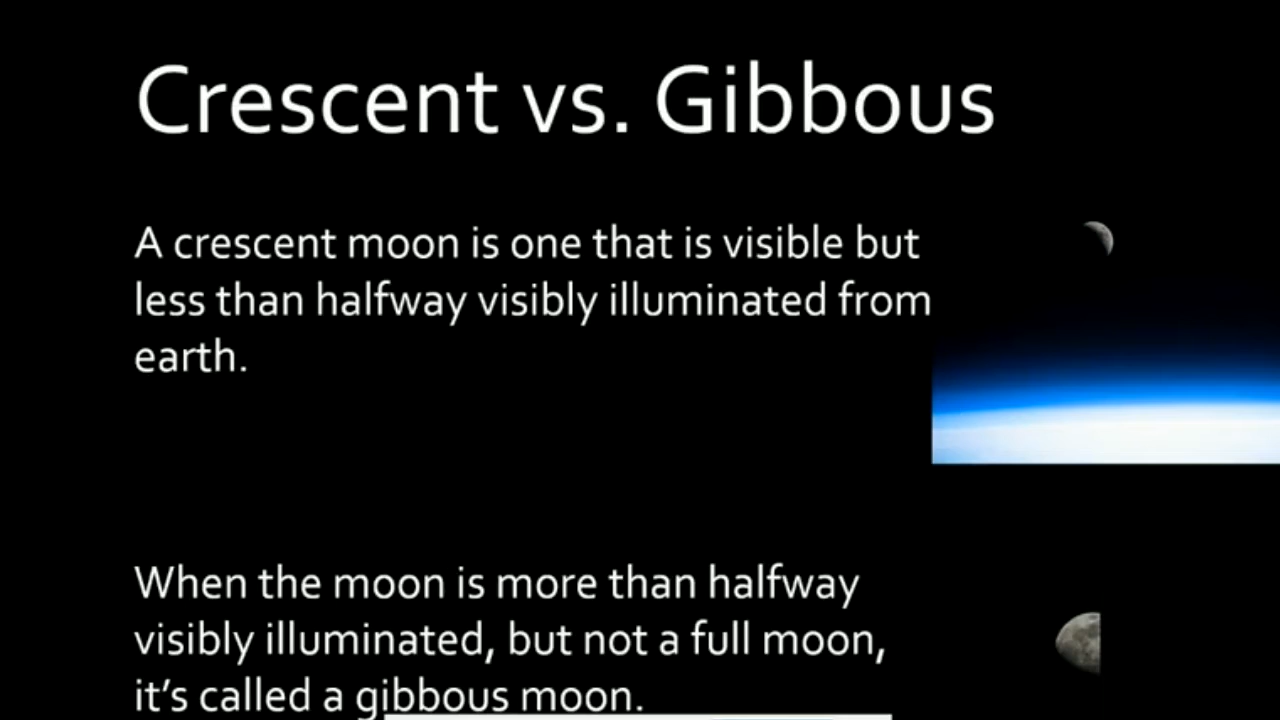 Crescent vs. Gibbous
A crescent moon is one that is visible but
less than halfway visibly illuminated from
earth.
When the moon is more than halfway
visibly illuminated, but not a full moon,
it’s called a gibbous moon.